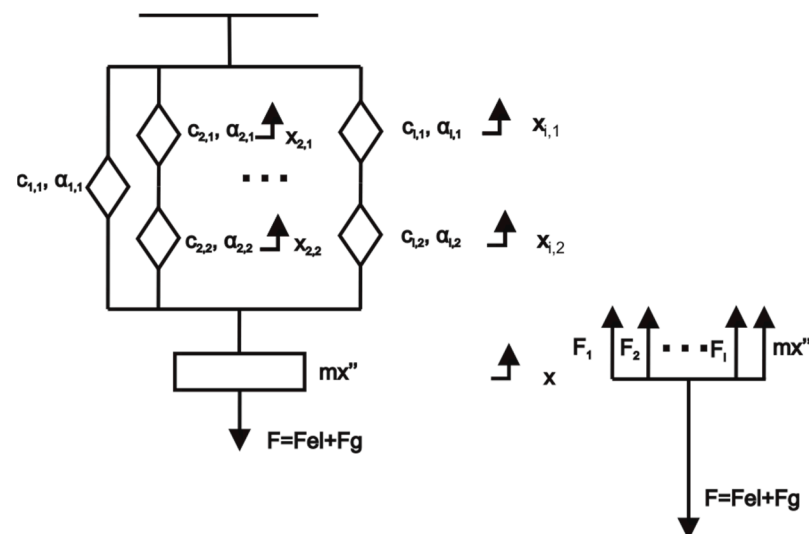 c₂,₁, α₂,₁ x₂,₁
cᵢ,₁, αᵢ,₁ xᵢ,₁
...
c₁,₁, α₁,₁
c₂,₂, α₂,₂ x₂,₂
cᵢ,₂, αᵢ,₂ xᵢ,₂
F₁ F₂ ... Fᵢ mx”
mx” x
F=Fel+Fg
F=Fel+Fg